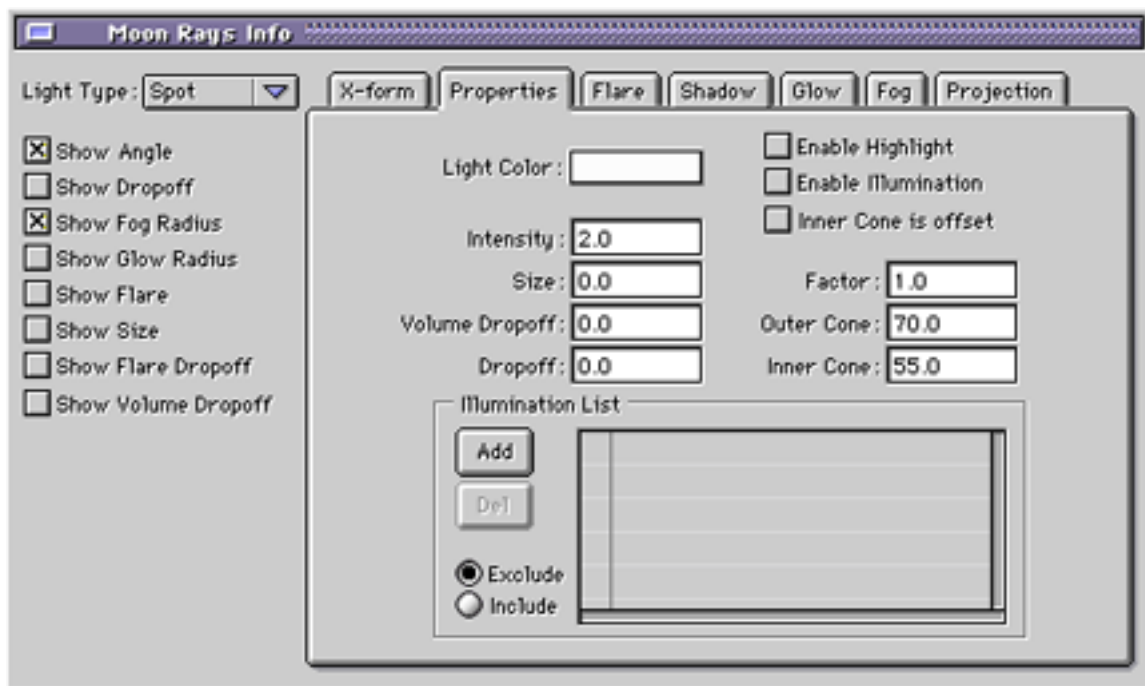 Moon Rays Info
Light Type: Spot
X-form Properties Flare Shadow Glow Fog Projection
Show Angle
Show Dropoff
Show Fog Radius
Show Glow Radius
Show Flare
Show Size
Show Flare Dropoff
Show Volume Dropoff
Light Color:
Intensity: 2.0
Size: 0.0
Volume Dropoff: 0.0
Dropoff: 0.0
Enable Highlight
Enable Illumination
Inner Cone is offset
Factor: 1.0
Outer Cone: 70.0
Inner Cone: 55.0
Illumination List
Add
Del
Exclude
Include